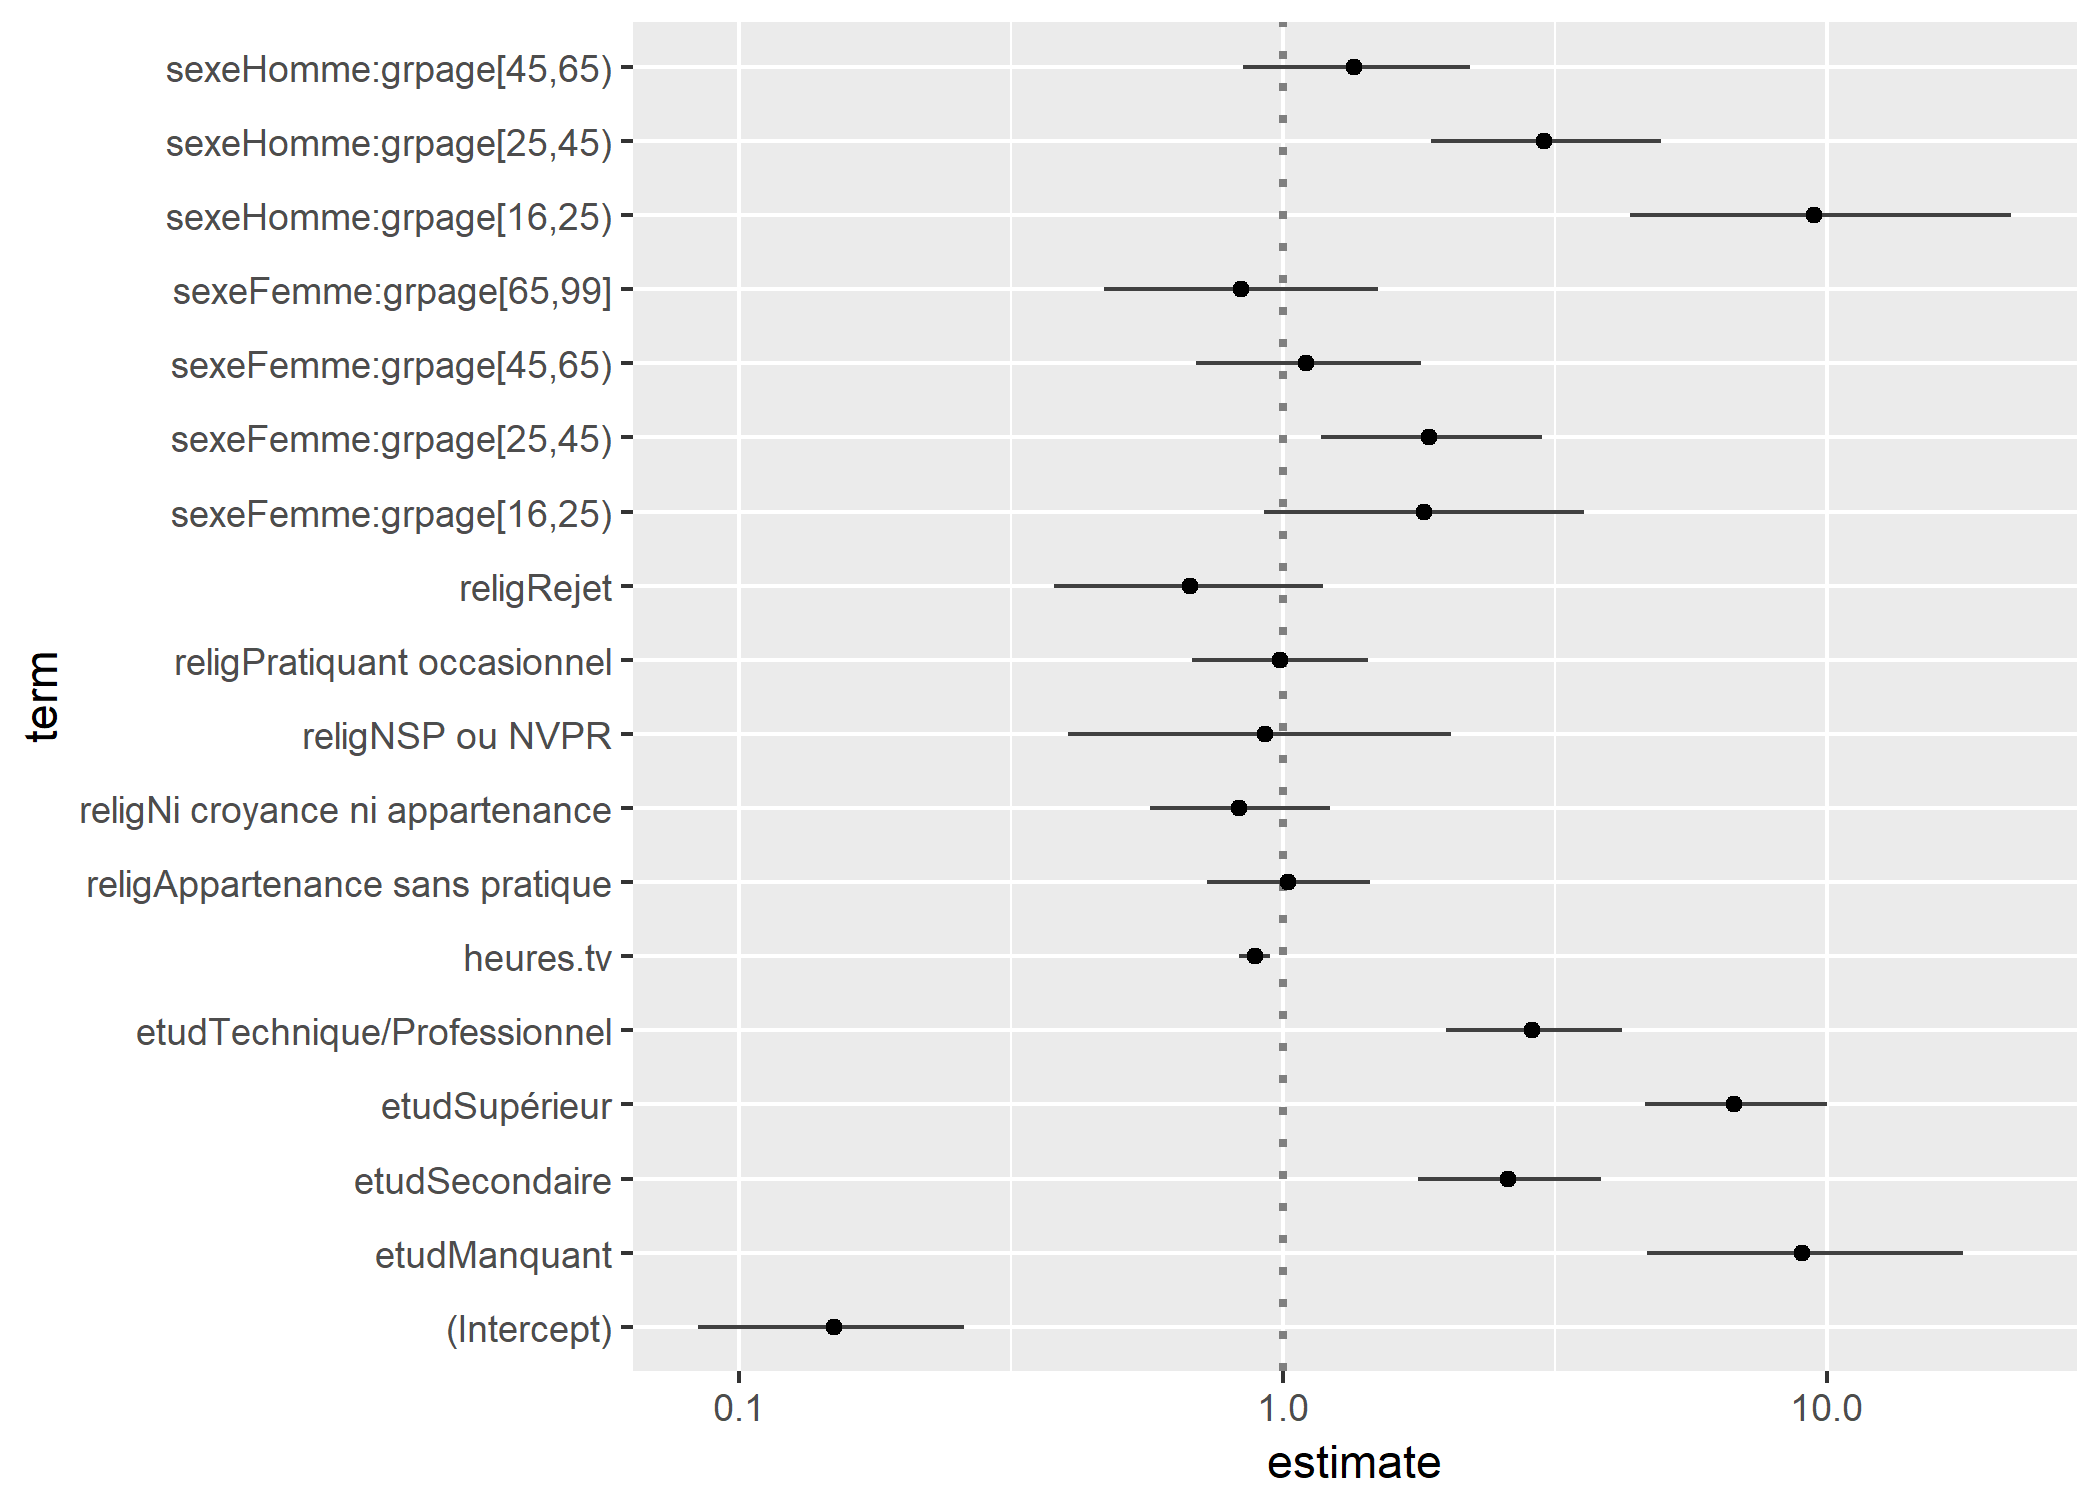 sexeHomme:grpage[45,65)
sexeHomme:grpage[25,45)
sexeHomme:grpage[16,25)
sexeFemme:grpage[65,99]
sexeFemme:grpage[45,65)
sexeFemme:grpage[25,45)
sexeFemme:grpage[16,25)
religRejet
religPratiquant occasionnel
religNSP ou NVPR
religNi croyance ni appartenance
religAppartenance sans pratique
heures.tv
etudTechnique/Professionnel
etudSupérieur
etudSecondaire
etudManquant
(Intercept)
term
0.1
1.0
10.0
estimate